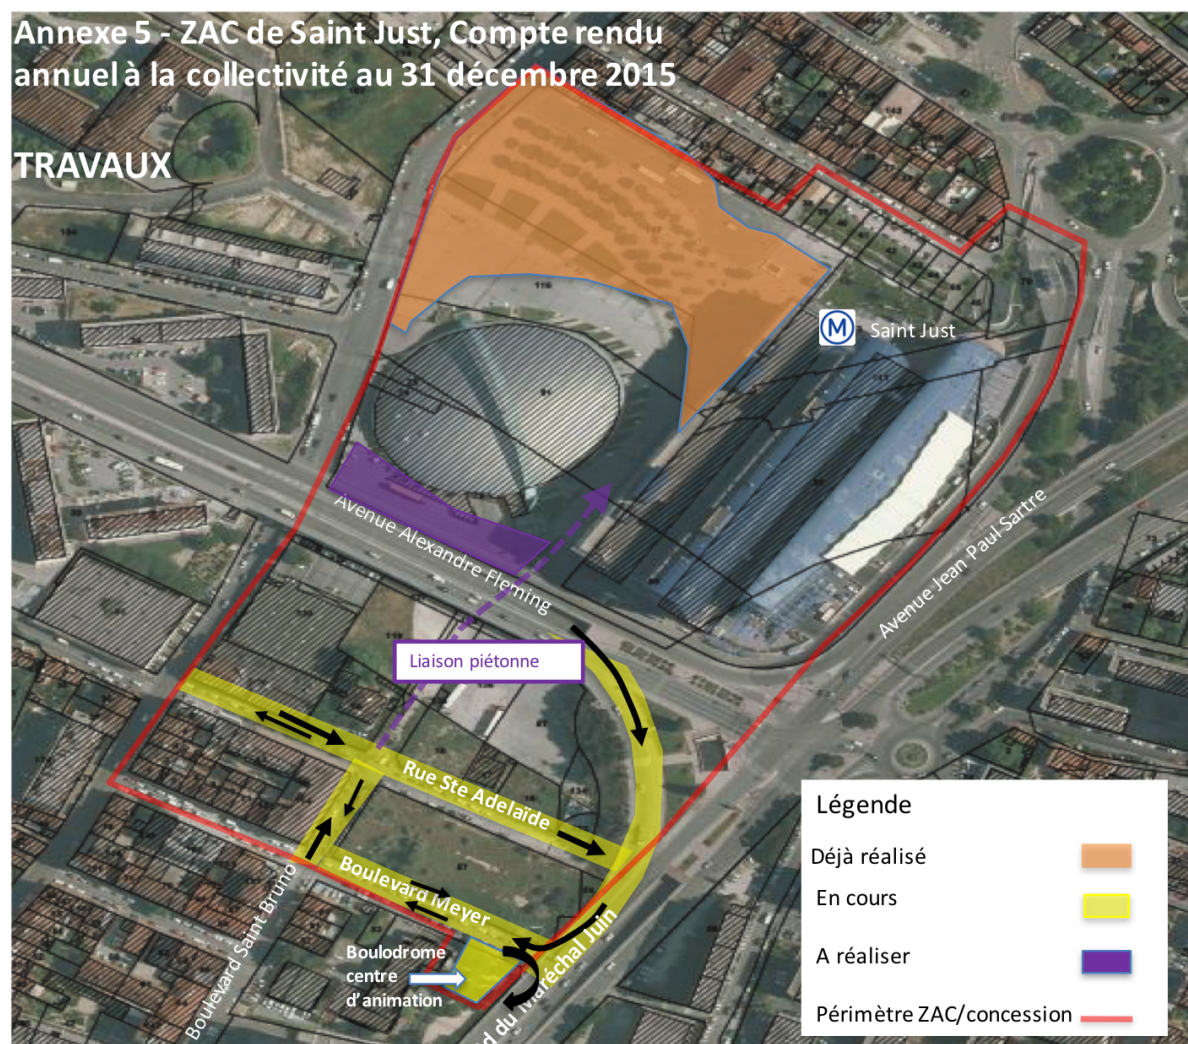 Annexe 5 - ZAC de Saint Just, Compte rendu
annuel à la collectivité au 31 décembre 2015
TRAVAUX
M Saint Just
Avenue Alexandre Fleming
Avenue Jean Paul Sartre
Liaison piétonne
Rue Ste Adelaïde
Boulevard Meyer
Boulevard Saint Bruno
d du Maréchal Juin
Boulodrome
centre
d'animation
Légende
Déjà réalisé
En cours
A réaliser
Périmètre ZAC/concession